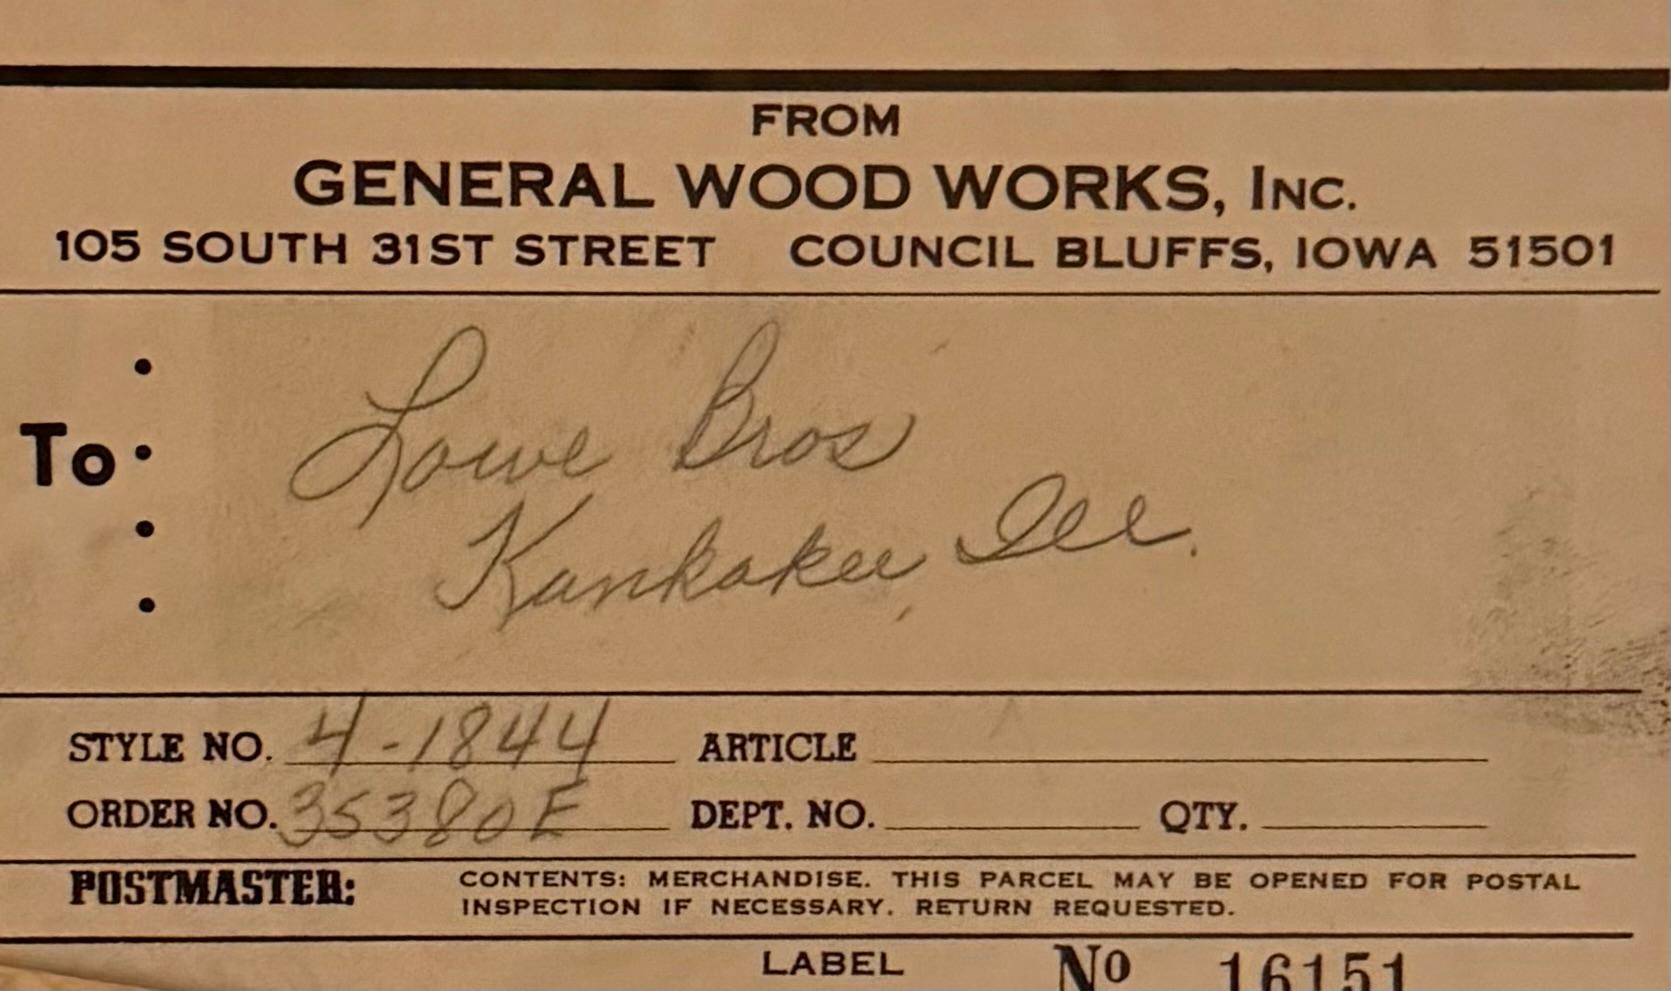 FROM
GENERAL WOOD WORKS, INC.
105 SOUTH 31ST STREET COUNCIL BLUFFS, IOWA 51501
To
Lowe Bros
Kankakee, Ill.
STYLE NO. 4-1844 ARTICLE
ORDER NO. 35380E DEPT. NO. QTY.
POSTMASTER: CONTENTS: MERCHANDISE. THIS PARCEL MAY BE OPENED FOR POSTAL
INSPECTION IF NECESSARY. RETURN REQUESTED.
LABEL No 16151